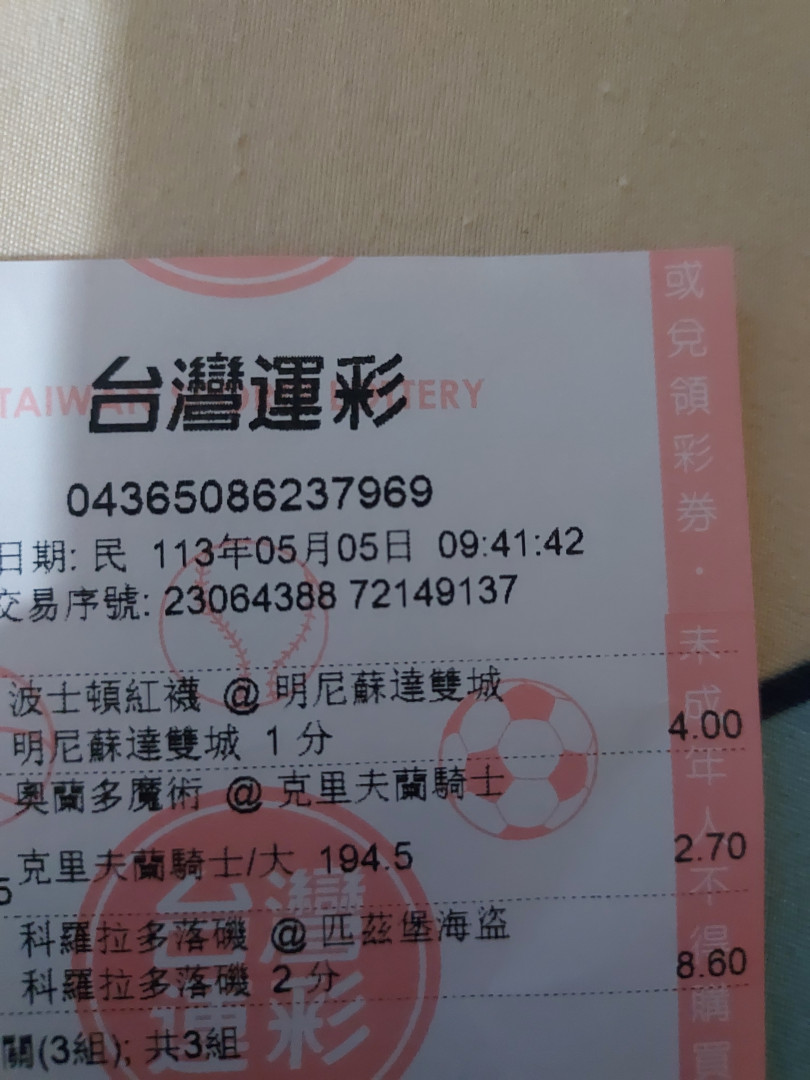 台灣運彩
TAIWAN SPORTS LOTTERY
04365086237969
日期: 民 113年05月05日 09:41:42
交易序號: 23064388 72149137
波士頓紅襪 @ 明尼蘇達雙城
明尼蘇達雙城 1 分 4.00
奧蘭多魔術 @ 克里夫蘭騎士
5 克里夫蘭騎士/大 194.5 2.70
科羅拉多落磯 @ 匹茲堡海盜
科羅拉多落磯 2 分 8.60
關(3組); 共3組
台灣運彩
或兌領彩券・未成年人不得購買